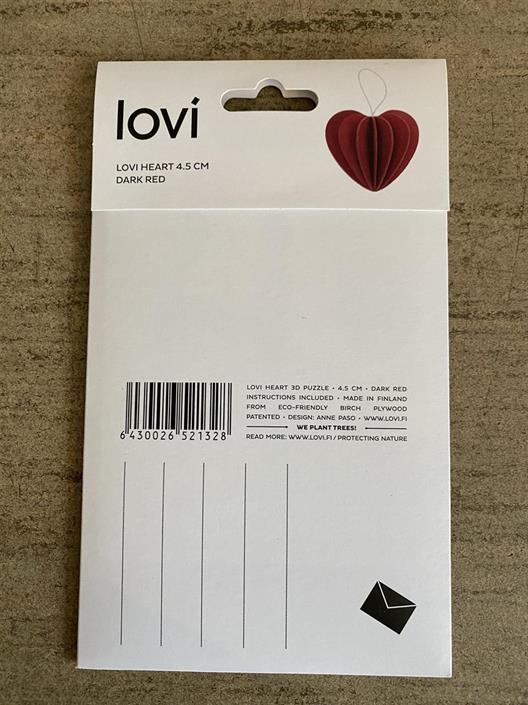 lovi
LOVI HEART 4.5 CM
DARK RED
LOVI HEART 3D PUZZLE • 4.5 CM • DARK RED
INSTRUCTIONS INCLUDED • MADE IN FINLAND
FROM ECO-FRIENDLY BIRCH PLYWOOD
PATENTED • DESIGN: ANNE PASO • WWW.LOVI.FI
WE PLANT TREES!
READ MORE: WWW.LOVI.FI / PROTECTING NATURE
6 430026 521328